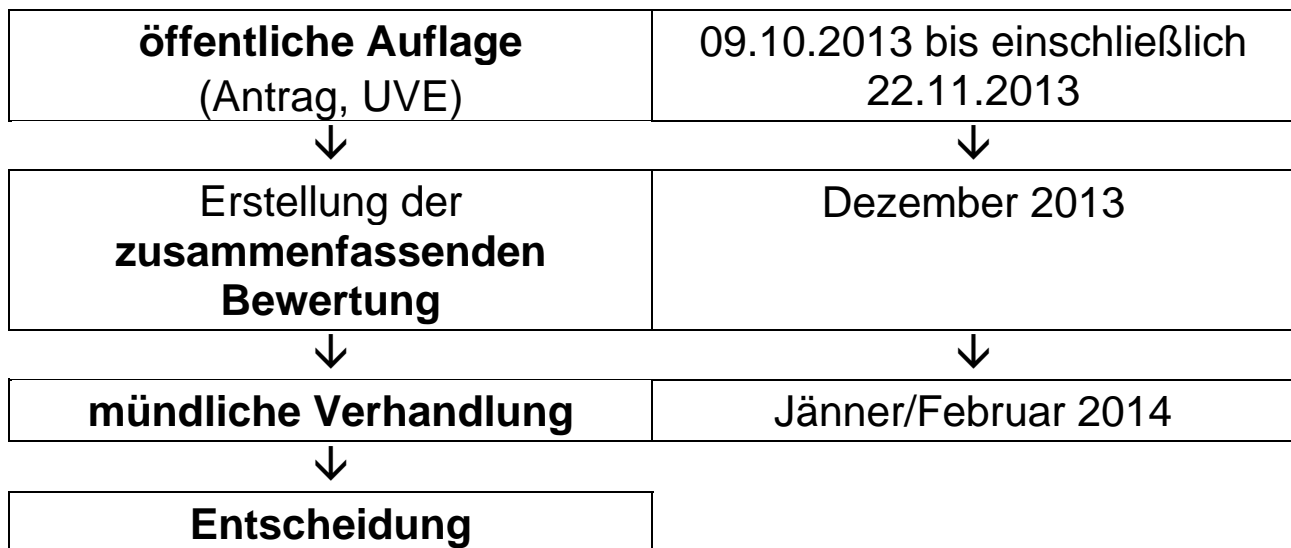 öffentliche Auflage
(Antrag, UVE)
09.10.2013 bis einschließlich
22.11.2013
Erstellung der
zusammenfassenden
Bewertung
Dezember 2013
mündliche Verhandlung
Jänner/Februar 2014
Entscheidung